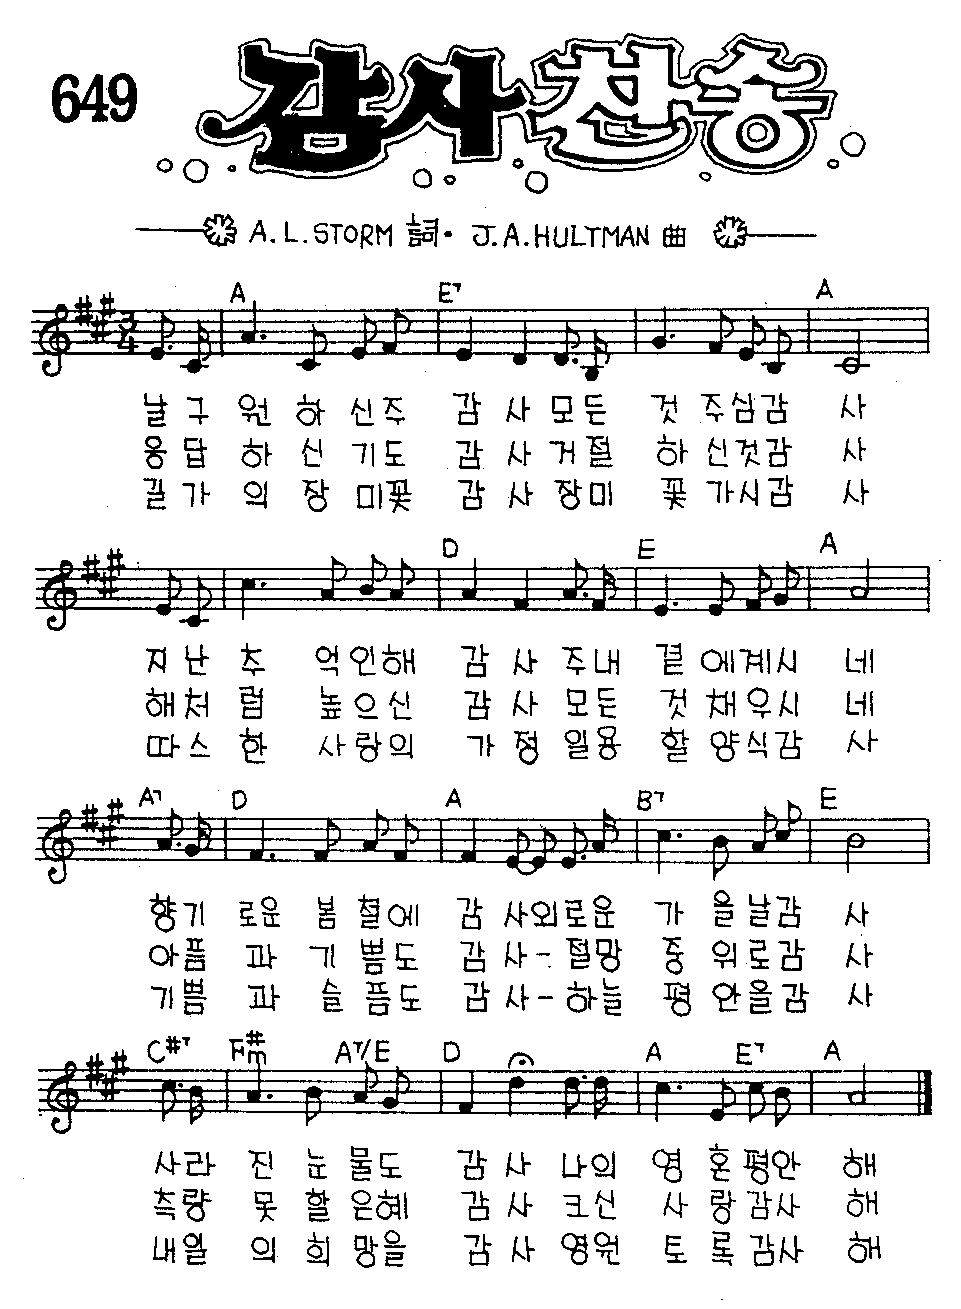 649
감사찬송
A.L.STORM 詞・ J.A.HULTMAN 曲
A E7 A
3/4
날 구 원 하 신 주 감 사 모 든 것 주 심 감 사
응 답 하 신 기 도 감 사 거 절 하 신 것 감 사
길 가 의 장 미 꽃 감 사 장 미 꽃 가 시 감 사
D E A
지 난 추 억 인 해 감 사 주 내 곁 에 계 시 네
해 처 럼 높 으 신 감 사 모 든 것 채 우 시 네
따 스 한 사 랑 의 가 정 일 용 할 양 식 감 사
A7 D A B7 E
향 기 로 운 봄 철 에 감 사 외 로 운 가 을 날 감 사
아 픔 과 기 쁨 도 감 사 - 절 망 중 위 로 감 사
기 쁨 과 슬 픔 도 감 사 - 하 늘 평 안 을 감 사
C#7 F#m A7/E D A E7 A
사 라 진 눈 물 도 감 사 나 의 영 혼 평 안 해
측 량 못 할 은 혜 감 사 크 신 사 랑 감 사 해
내 일 의 희 망 을 감 사 영 원 토 록 감 사 해